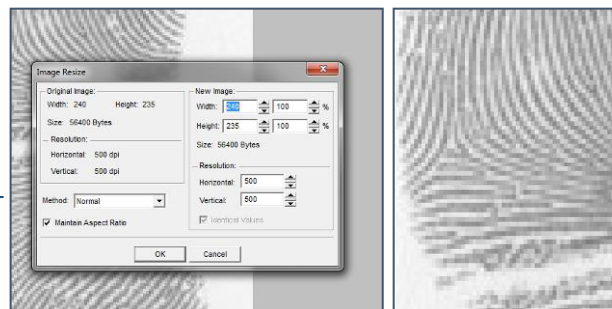 Image Resize
Original Image:
Width: 240 Height: 235
Size: 56400 Bytes
Resolution:
Horizontal: 500 dpi
Vertical: 500 dpi
Method: Normal
Maintain Aspect Ratio
New Image:
Width: 240 100 %
Height: 235 100 %
Size: 56400 Bytes
Resolution:
Horizontal: 500
Vertical: 500
Identical Values
OK Cancel